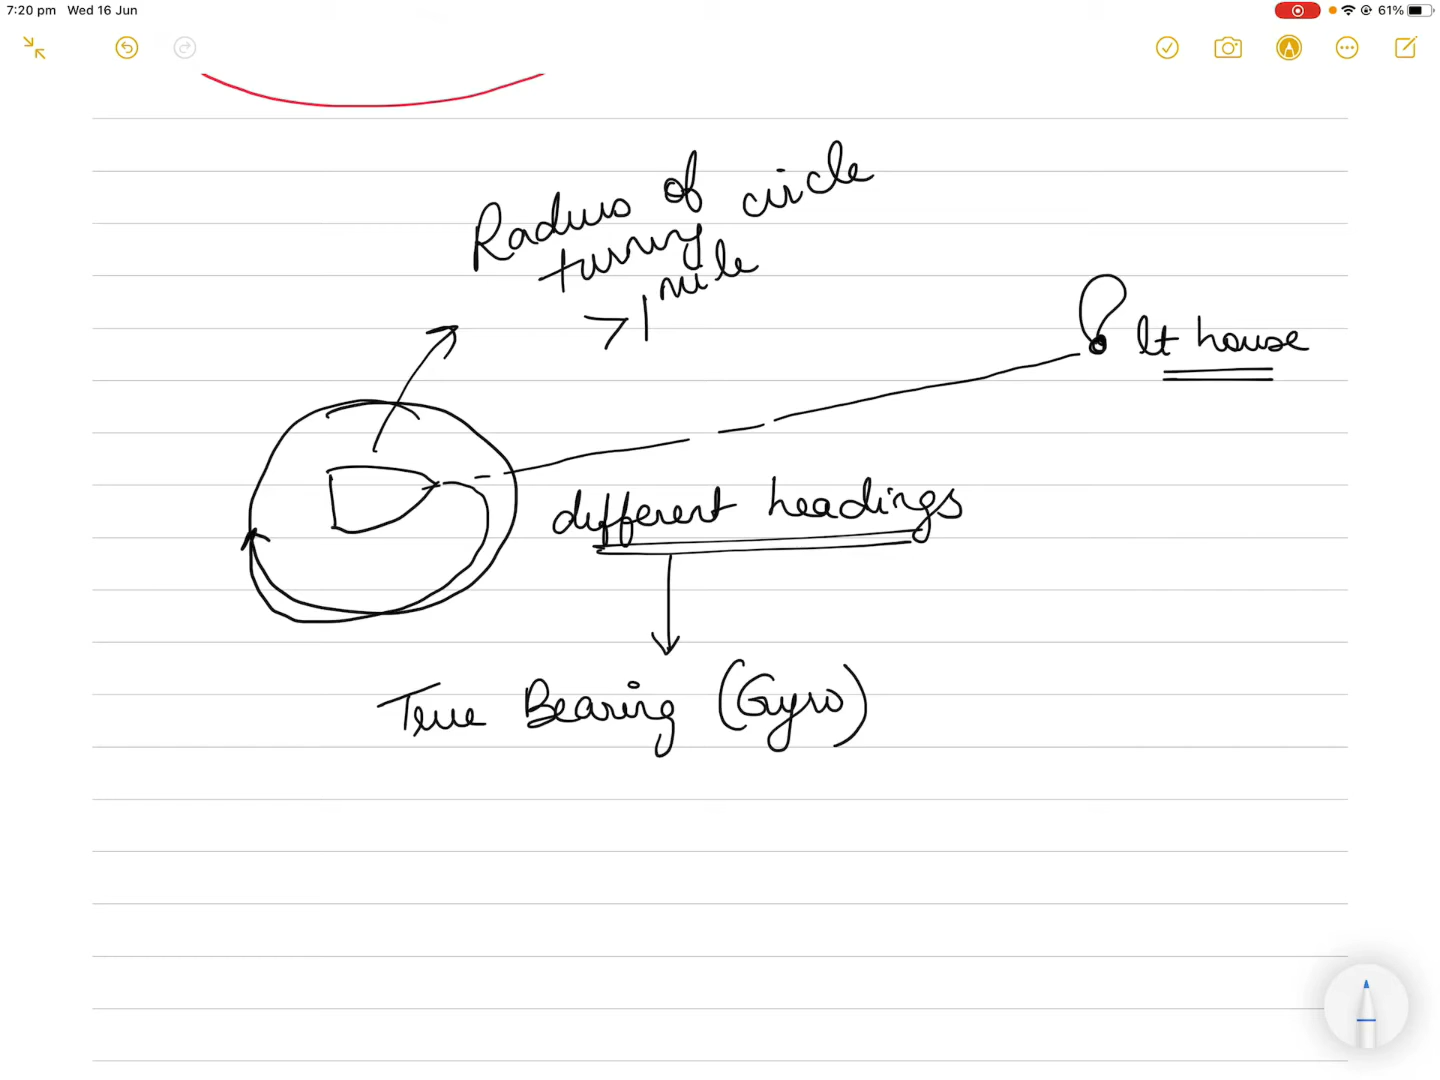 7:20 pm Wed 16 Jun
61%
Radius of circle
turning
>1 mile
lt house
different headings
True Bearing (Gyro)